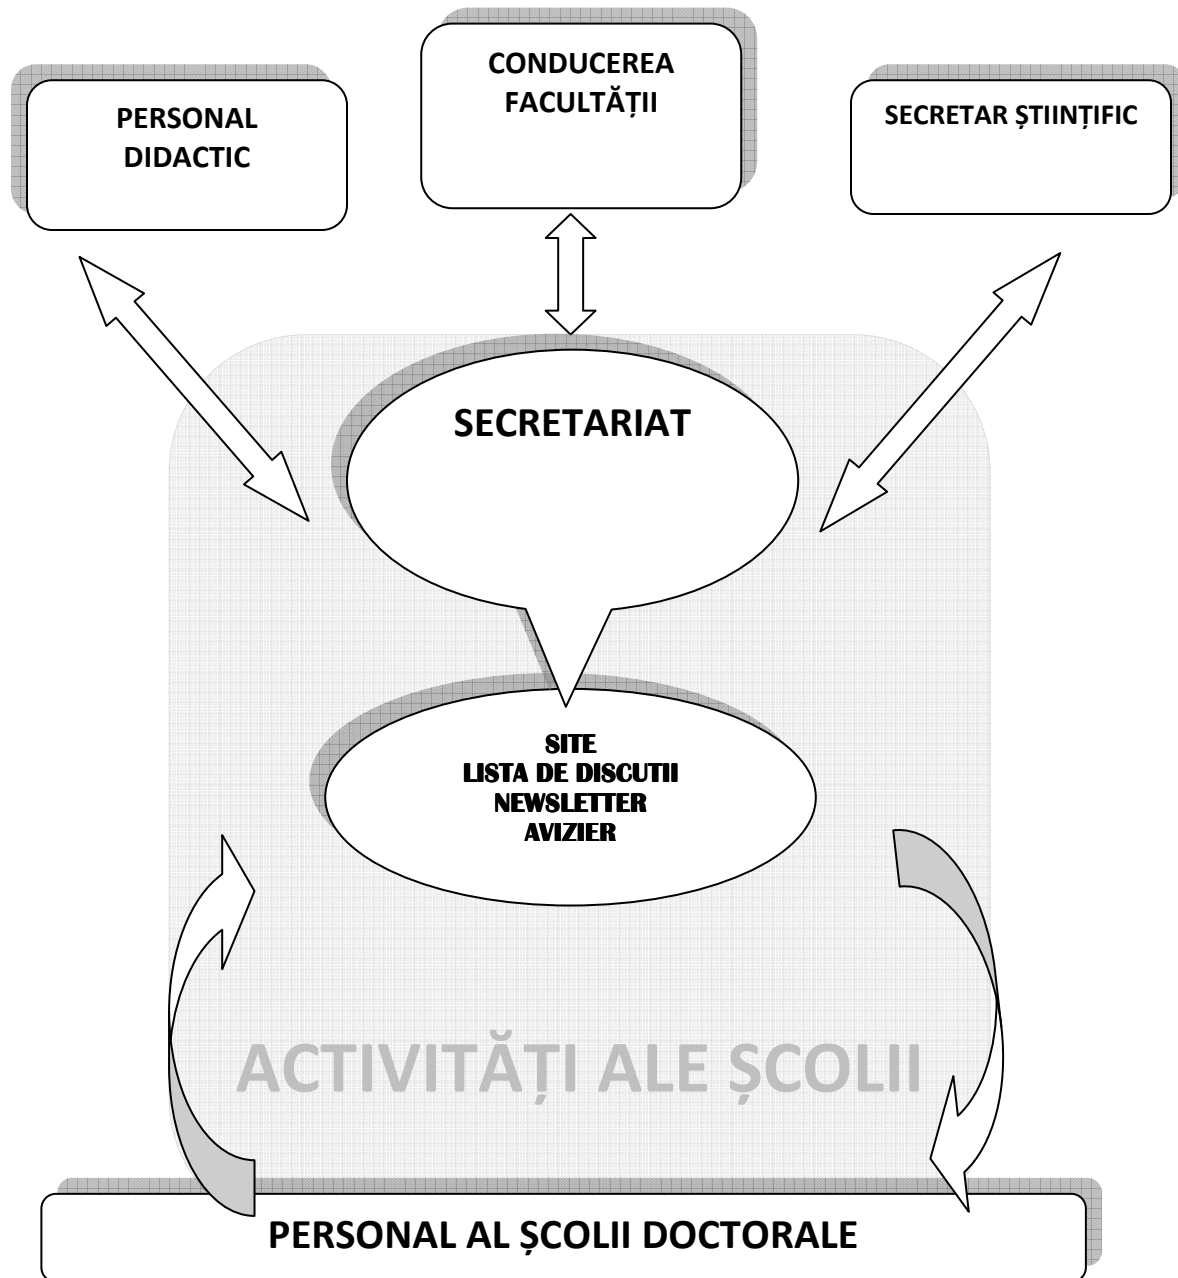 PERSONAL
DIDACTIC
CONDUCEREA
FACULTĂȚII
SECRETAR ȘTIINȚIFIC
SECRETARIAT
SITE
LISTA DE DISCUTII
NEWSLETTER
AVIZIER
ACTIVITĂȚI ALE ȘCOLII
PERSONAL AL ȘCOLII DOCTORALE